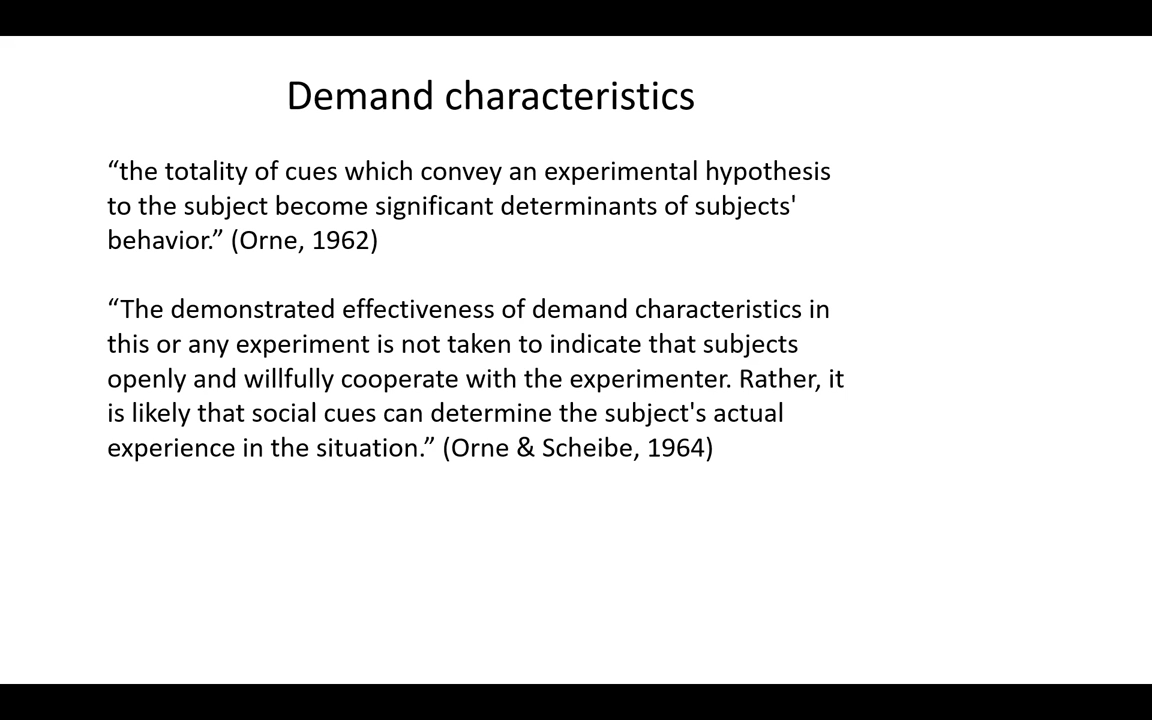 Demand characteristics
“the totality of cues which convey an experimental hypothesis
to the subject become significant determinants of subjects'
behavior.” (Orne, 1962)
“The demonstrated effectiveness of demand characteristics in
this or any experiment is not taken to indicate that subjects
openly and willfully cooperate with the experimenter. Rather, it
is likely that social cues can determine the subject's actual
experience in the situation.” (Orne & Scheibe, 1964)